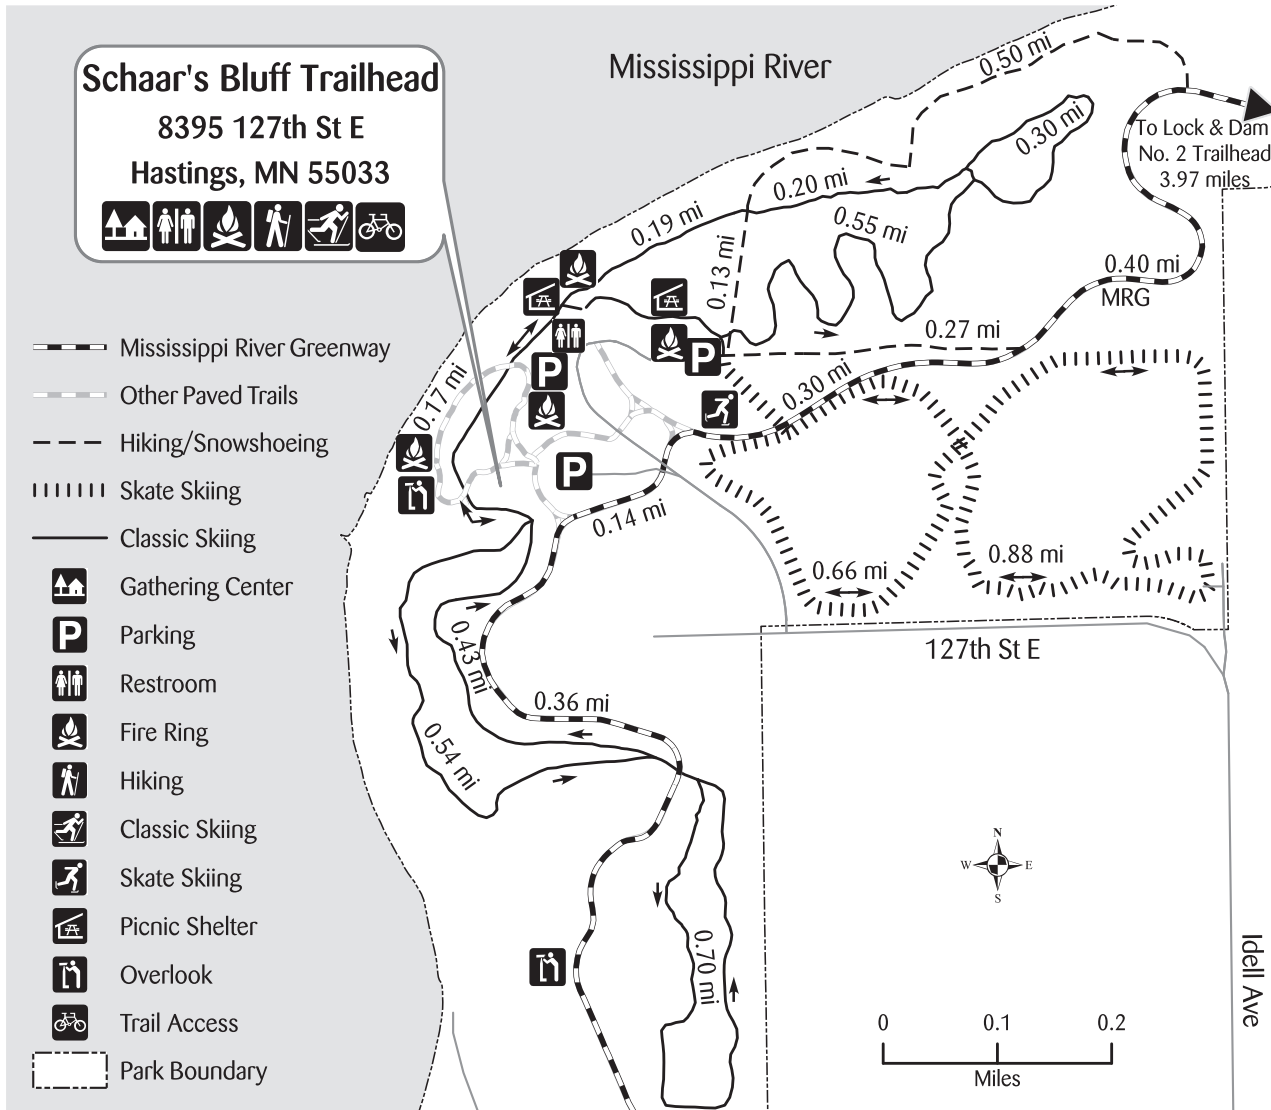 Schaar's Bluff Trailhead
8395 127th St E
Hastings, MN 55033
Mississippi River
0.50 mi
0.30 mi
To Lock & Dam
No. 2 Trailhead
3.97 miles
0.20 mi
0.19 mi
0.55 mi
0.13 mi
0.40 mi
MRG
0.27 mi
0.30 mi
0.17 mi
P
P
P
0.14 mi
0.66 mi
0.88 mi
127th St E
0.43 mi
0.36 mi
0.54 mi
0.70 mi
Mississippi River Greenway
Other Paved Trails
Hiking/Snowshoeing
Skate Skiing
Classic Skiing
Gathering Center
P Parking
Restroom
Fire Ring
Hiking
Classic Skiing
Skate Skiing
Picnic Shelter
Overlook
Trail Access
Park Boundary
N
W E
S
Idell Ave
0 0.1 0.2
Miles